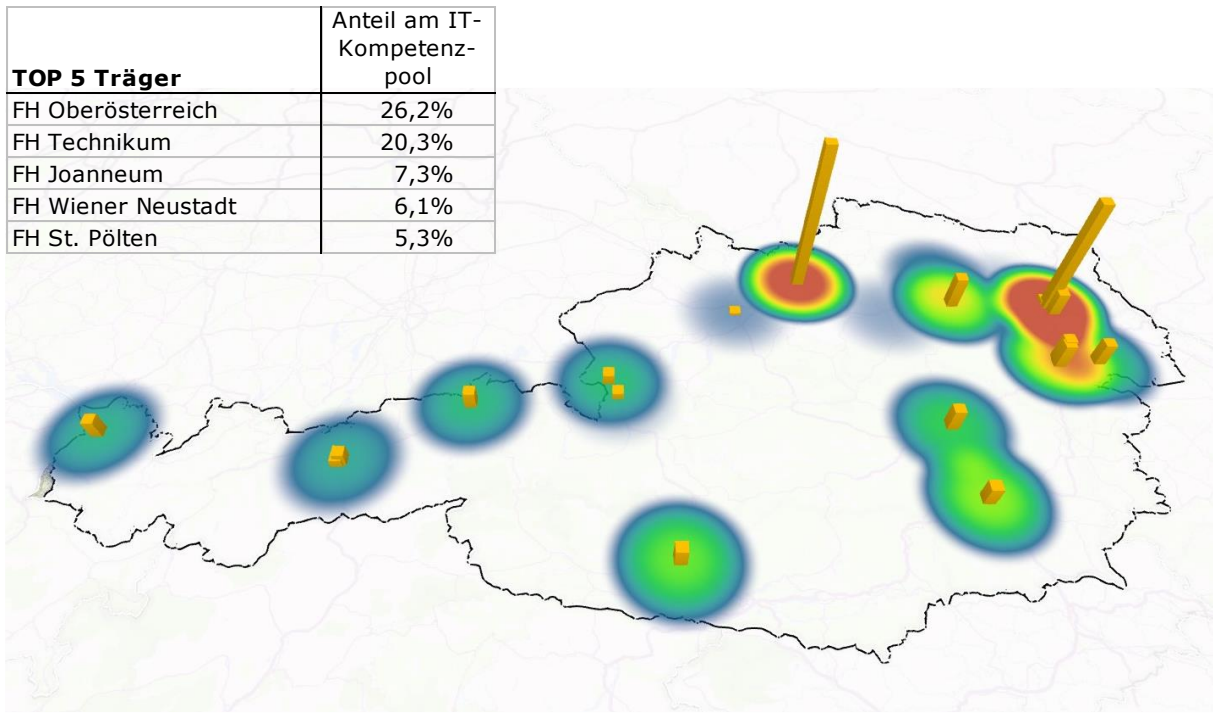 TOP 5 Träger
Anteil am IT-
Kompetenz-
pool
FH Oberösterreich 26,2%
FH Technikum 20,3%
FH Joanneum 7,3%
FH Wiener Neustadt 6,1%
FH St. Pölten 5,3%